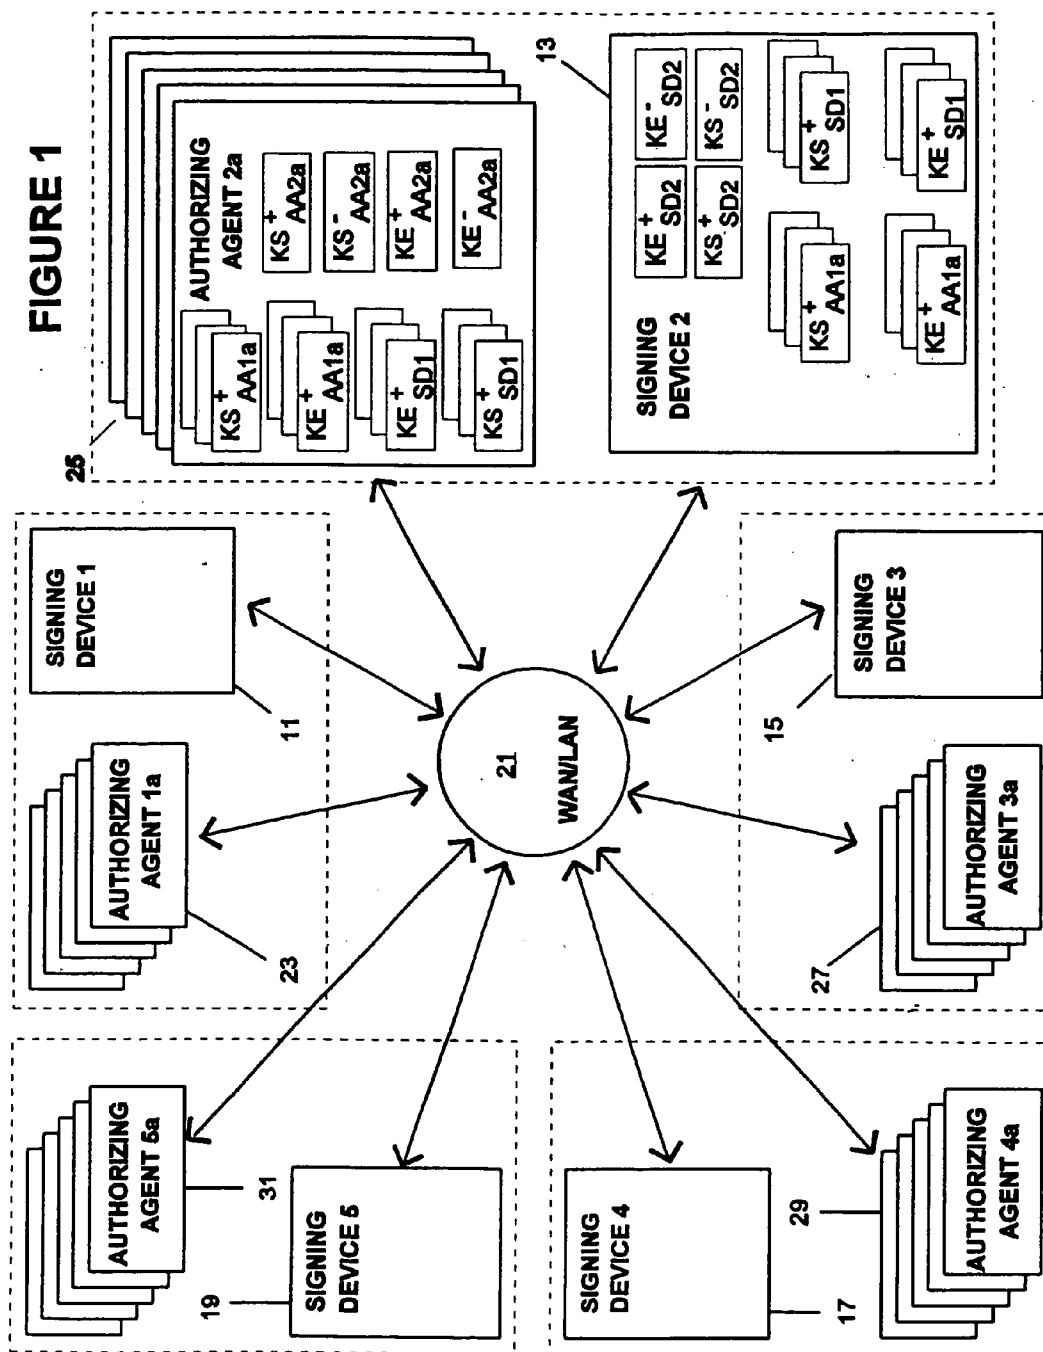 FIGURE 1
19
SIGNING
DEVICE 5
31
AUTHORIZING
AGENT 5a
23
AUTHORIZING
AGENT 1a
11
SIGNING
DEVICE 1
25
AUTHORIZING
AGENT 2a
KS+AA1a
KE+AA1a
KE+SD1
KS+SD1
KS+AA2a
KS-AA2a
KE+AA2a
KE-AA2a
21
WAN/LAN
17
SIGNING
DEVICE 4
29
AUTHORIZING
AGENT 4a
27
AUTHORIZING
AGENT 3a
15
SIGNING
DEVICE 3
13
SIGNING
DEVICE 2
KE+SD2
KE-SD2
KS+SD2
KS-SD2
KS+AA1a
KS+SD1
KE+AA1a
KE+SD1